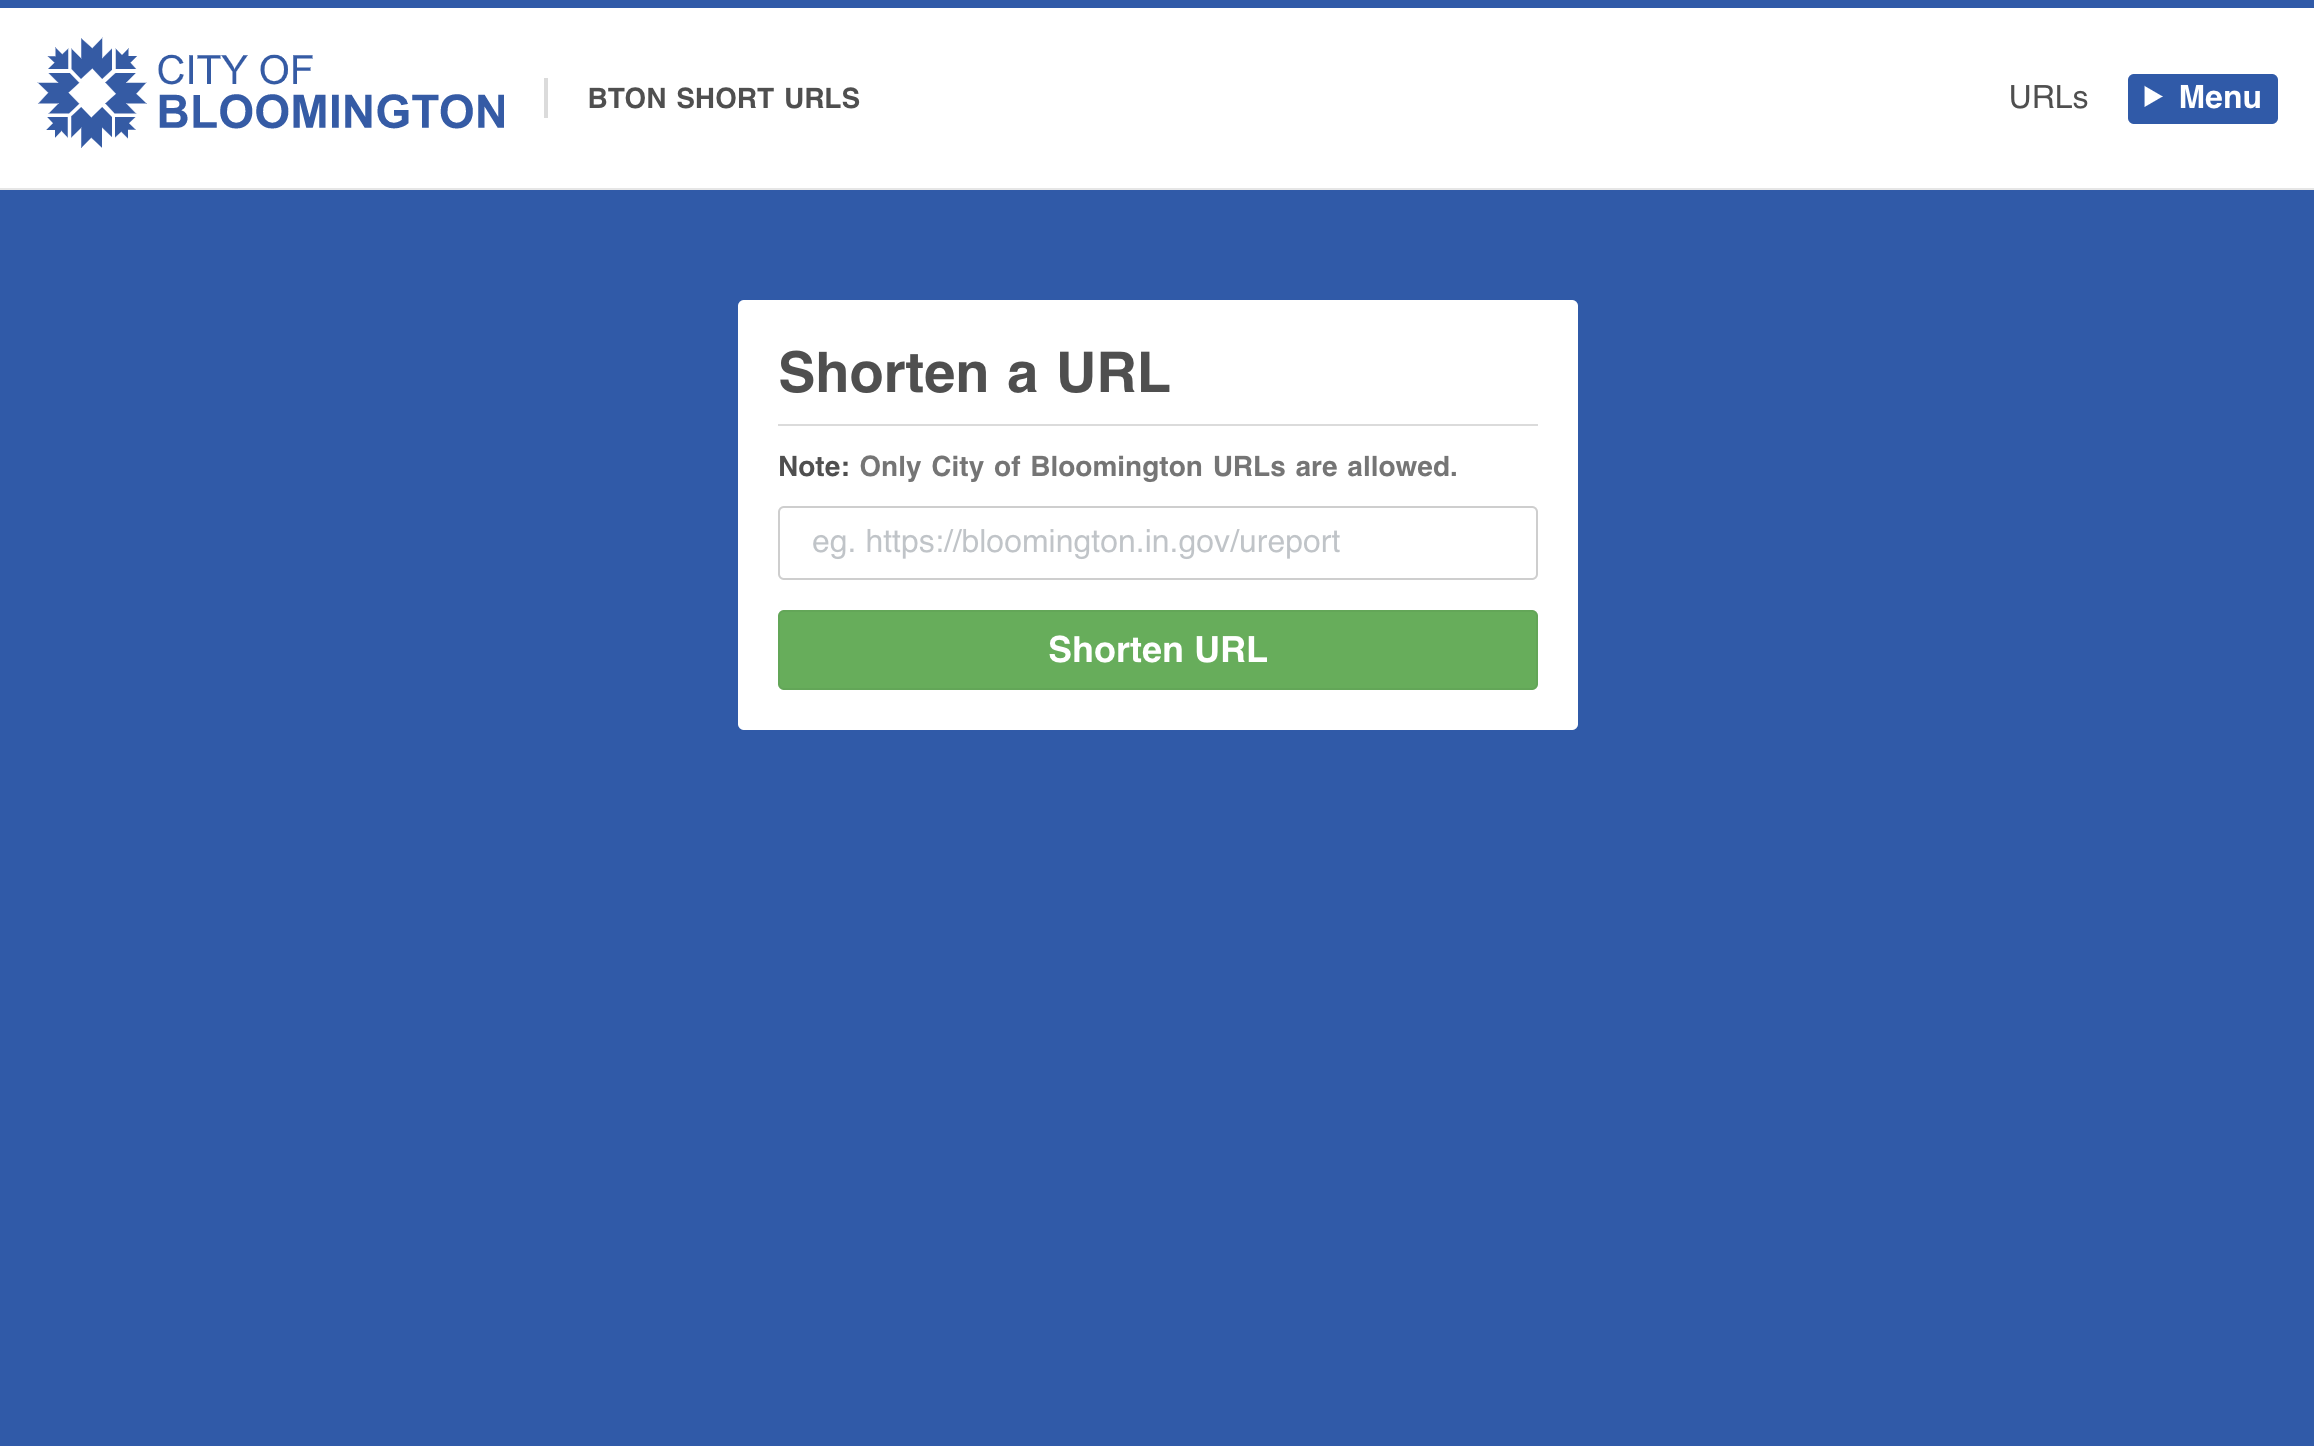 CITY OF
BLOOMINGTON
BTON SHORT URLS
URLs
Menu
Shorten a URL
Note: Only City of Bloomington URLs are allowed.
eg. https://bloomington.in.gov/ureport
Shorten URL